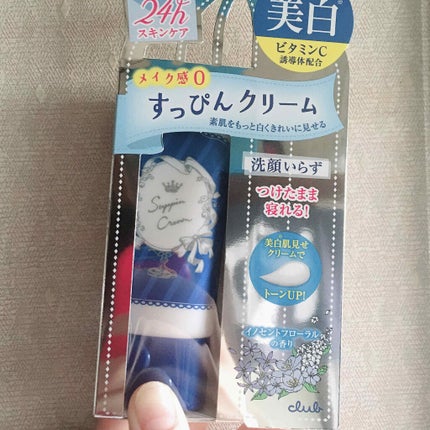 24h
スキンケア
美白
ビタミンC
誘導体配合
メイク感0
すっぴんクリーム
素肌をもっと白くきれいに見せる
洗顔いらず
つけたまま
寝れる!
Suppin
Cream
美白肌見せ
クリームで
トーンUP!
イノセントフローラル
の香り
club